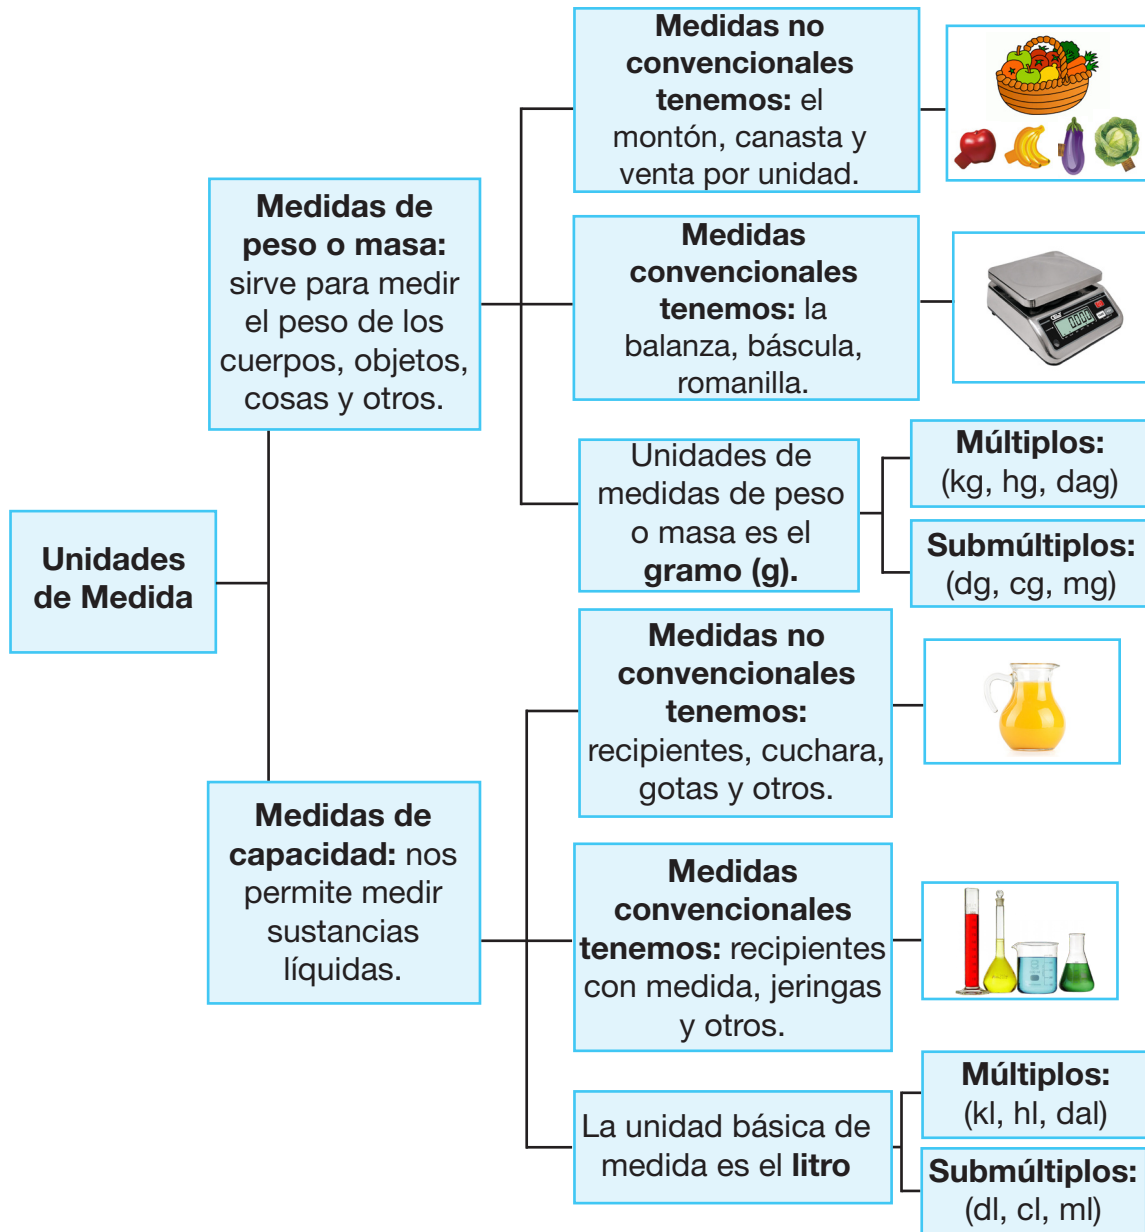 Unidades
de Medida
Medidas de
peso o masa:
sirve para medir
el peso de los
cuerpos, objetos,
cosas y otros.
Medidas no
convencionales
tenemos: el
montón, canasta y
venta por unidad.
Medidas
convencionales
tenemos: la
balanza, báscula,
romanilla.
0.000
Unidades de
medidas de peso
o masa es el
gramo (g).
Múltiplos:
(kg, hg, dag)
Submúltiplos:
(dg, cg, mg)
Medidas de
capacidad: nos
permite medir
sustancias
líquidas.
Medidas no
convencionales
tenemos:
recipientes, cuchara,
gotas y otros.
Medidas
convencionales
tenemos: recipientes
con medida, jeringas
y otros.
La unidad básica de
medida es el litro
Múltiplos:
(kl, hl, dal)
Submúltiplos:
(dl, cl, ml)